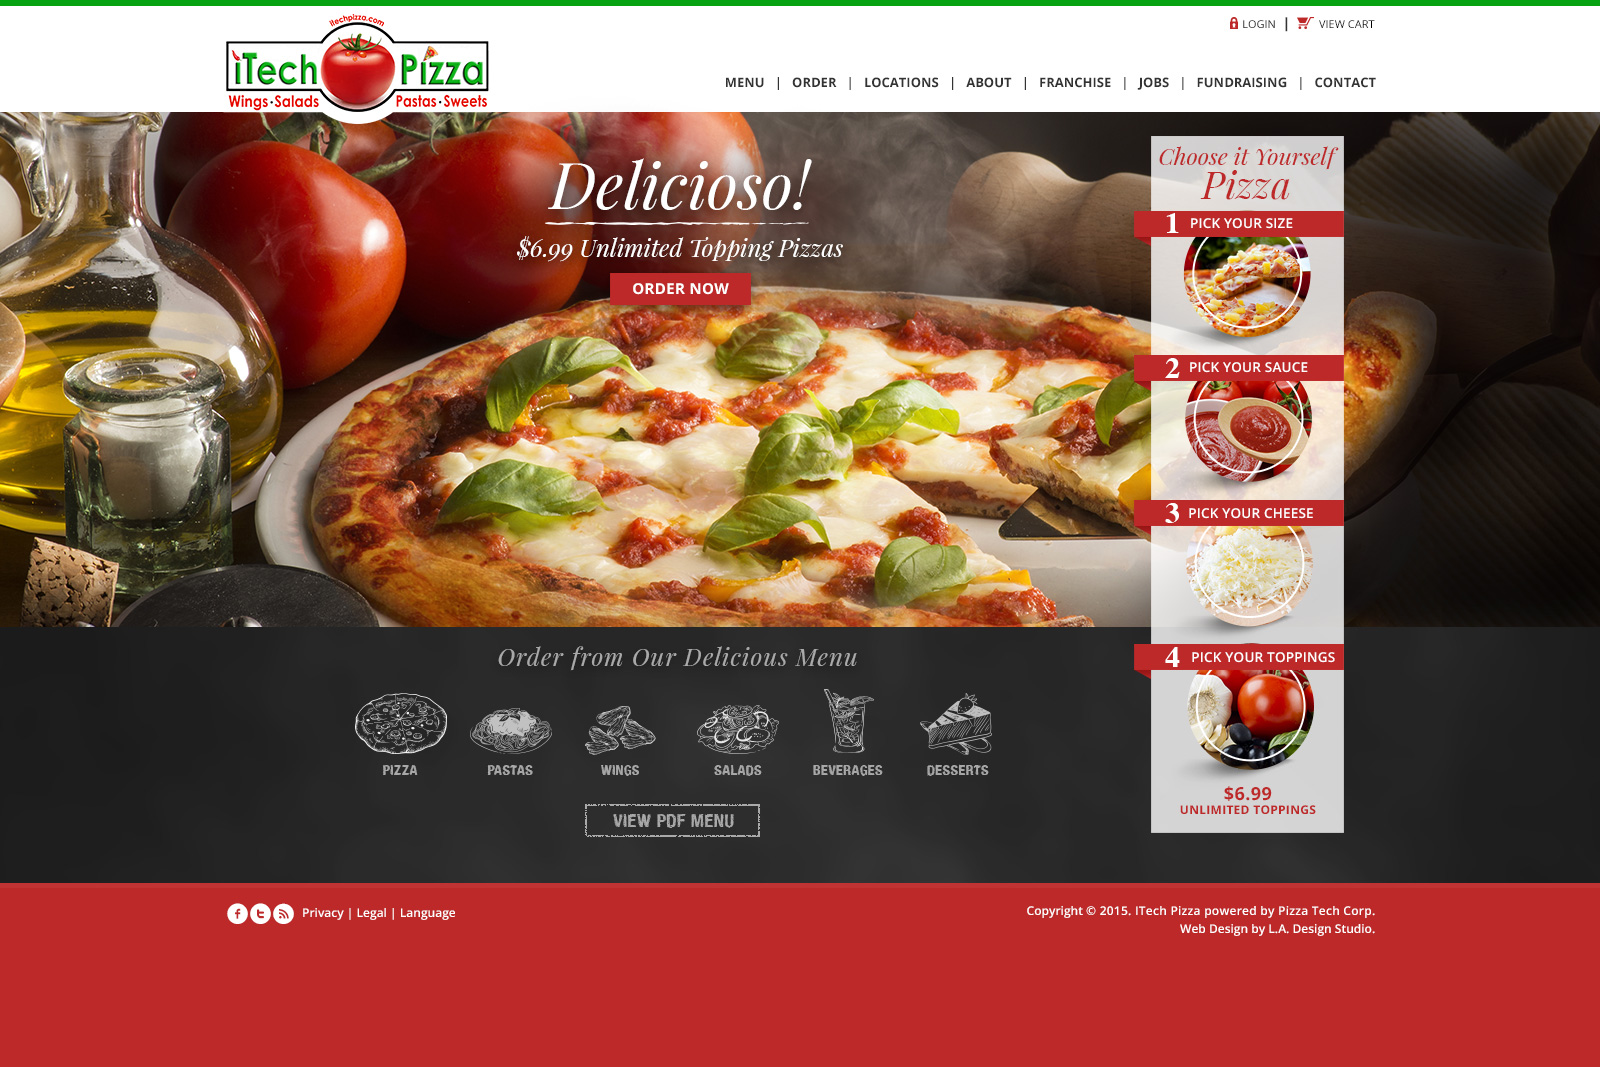 itechpizza.com
iTech Pizza
Wings·Salads Pastas·Sweets
LOGIN | VIEW CART
MENU | ORDER | LOCATIONS | ABOUT | FRANCHISE | JOBS | FUNDRAISING | CONTACT
Delicioso!
$6.99 Unlimited Topping Pizzas
ORDER NOW
Choose it Yourself
Pizza
1 PICK YOUR SIZE
2 PICK YOUR SAUCE
3 PICK YOUR CHEESE
4 PICK YOUR TOPPINGS
$6.99
UNLIMITED TOPPINGS
Order from Our Delicious Menu
PIZZA PASTAS WINGS SALADS BEVERAGES DESSERTS
VIEW PDF MENU
Privacy | Legal | Language
Copyright © 2015. ITech Pizza powered by Pizza Tech Corp.
Web Design by L.A. Design Studio.